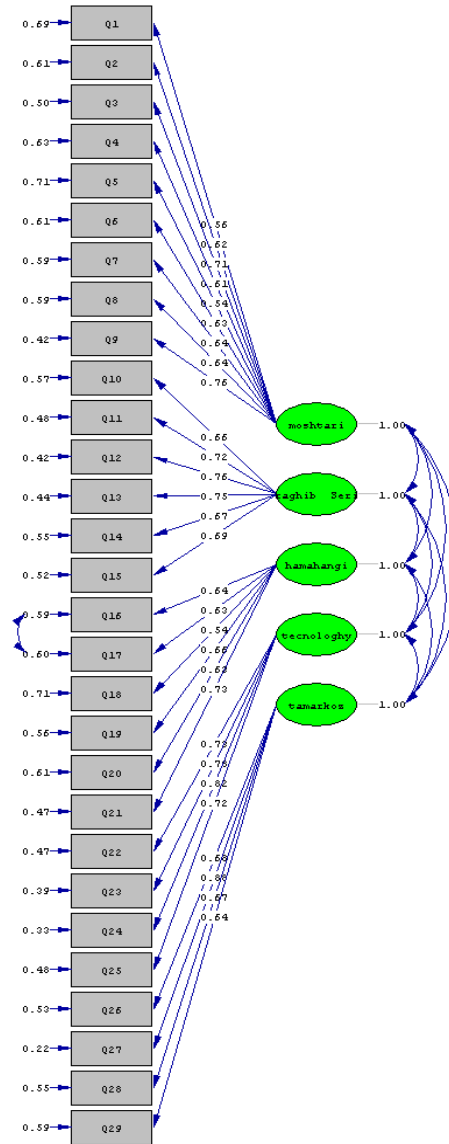 0.69 Q1
0.61 Q2
0.50 Q3
0.63 Q4
0.71 Q5
0.61 Q6
0.59 Q7
0.59 Q8
0.42 Q9
0.57 Q10
0.48 Q11
0.42 Q12
0.44 Q13
0.55 Q14
0.52 Q15
0.59 Q16
0.60 Q17
0.71 Q18
0.56 Q19
0.61 Q20
0.47 Q21
0.47 Q22
0.39 Q23
0.33 Q24
0.48 Q25
0.53 Q26
0.22 Q27
0.55 Q28
0.59 Q29
0.56
0.62
0.71
0.61
0.54
0.63
0.64
0.64
0.76
0.66
0.72
0.76
0.75
0.67
0.69
0.64
0.63
0.54
0.66
0.73
0.73
0.78
0.82
0.72
0.68
0.88
0.67
0.64
moshtari 1.00
raghib Seri 1.00
hamahangi 1.00
tecnologhy 1.00
tamarkoz 1.00